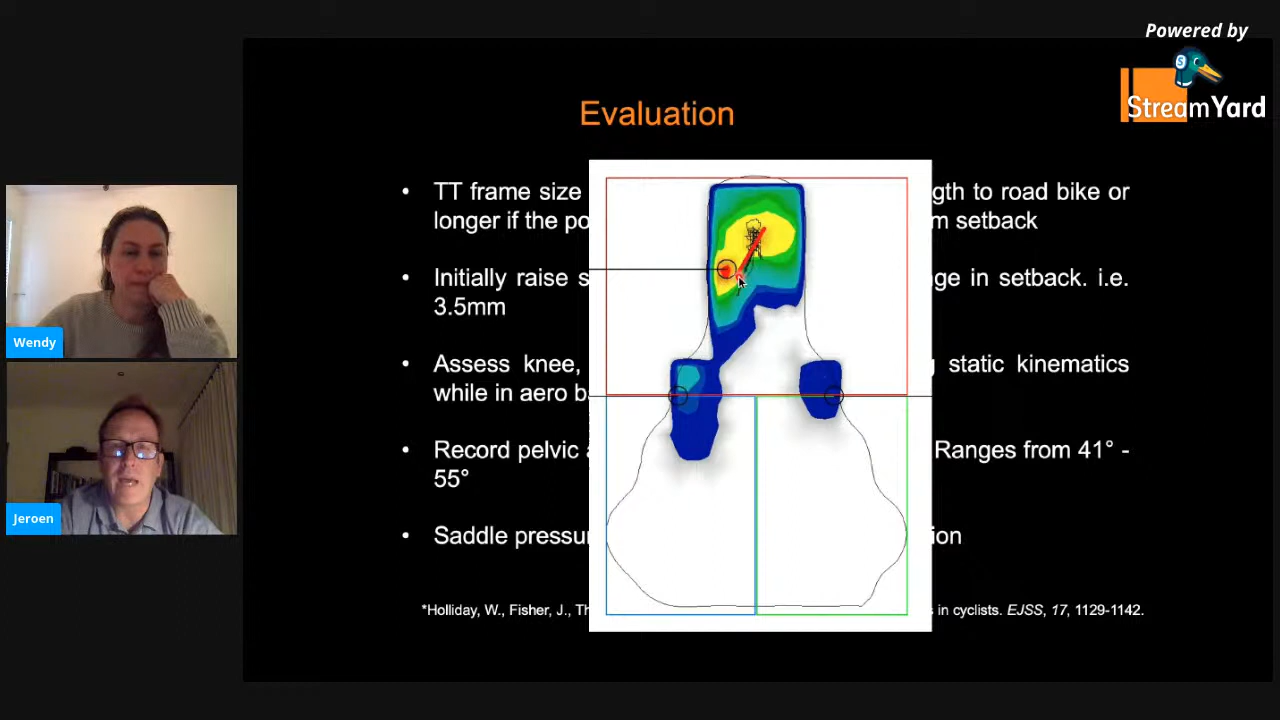 Powered by
StreamYard
Evaluation
• TT frame size gth to road bike or
longer if the po m setback
• Initially raise s ge in setback. i.e.
3.5mm
• Assess knee, static kinematics
while in aero b
• Record pelvic Ranges from 41° -
55°
• Saddle pressu ion
*Holliday, W., Fisher, J., Th s in cyclists. EJSS, 17, 1129-1142.
Wendy
Jeroen